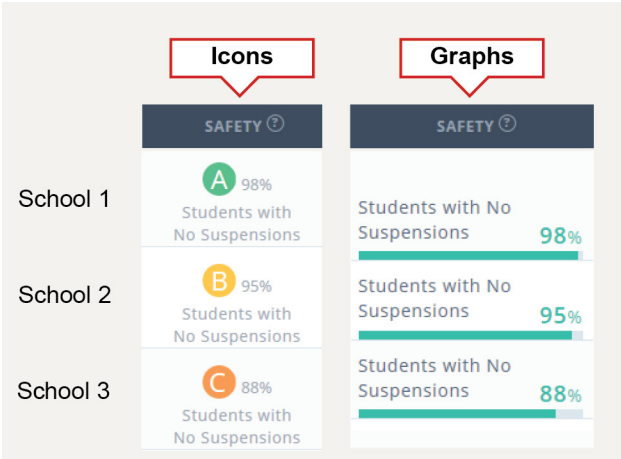 Icons
Graphs
SAFETY ?
SAFETY ?
School 1
A 98%
Students with
No Suspensions
Students with No
Suspensions
98%
School 2
B 95%
Students with
No Suspensions
Students with No
Suspensions
95%
School 3
C 88%
Students with
No Suspensions
Students with No
Suspensions
88%